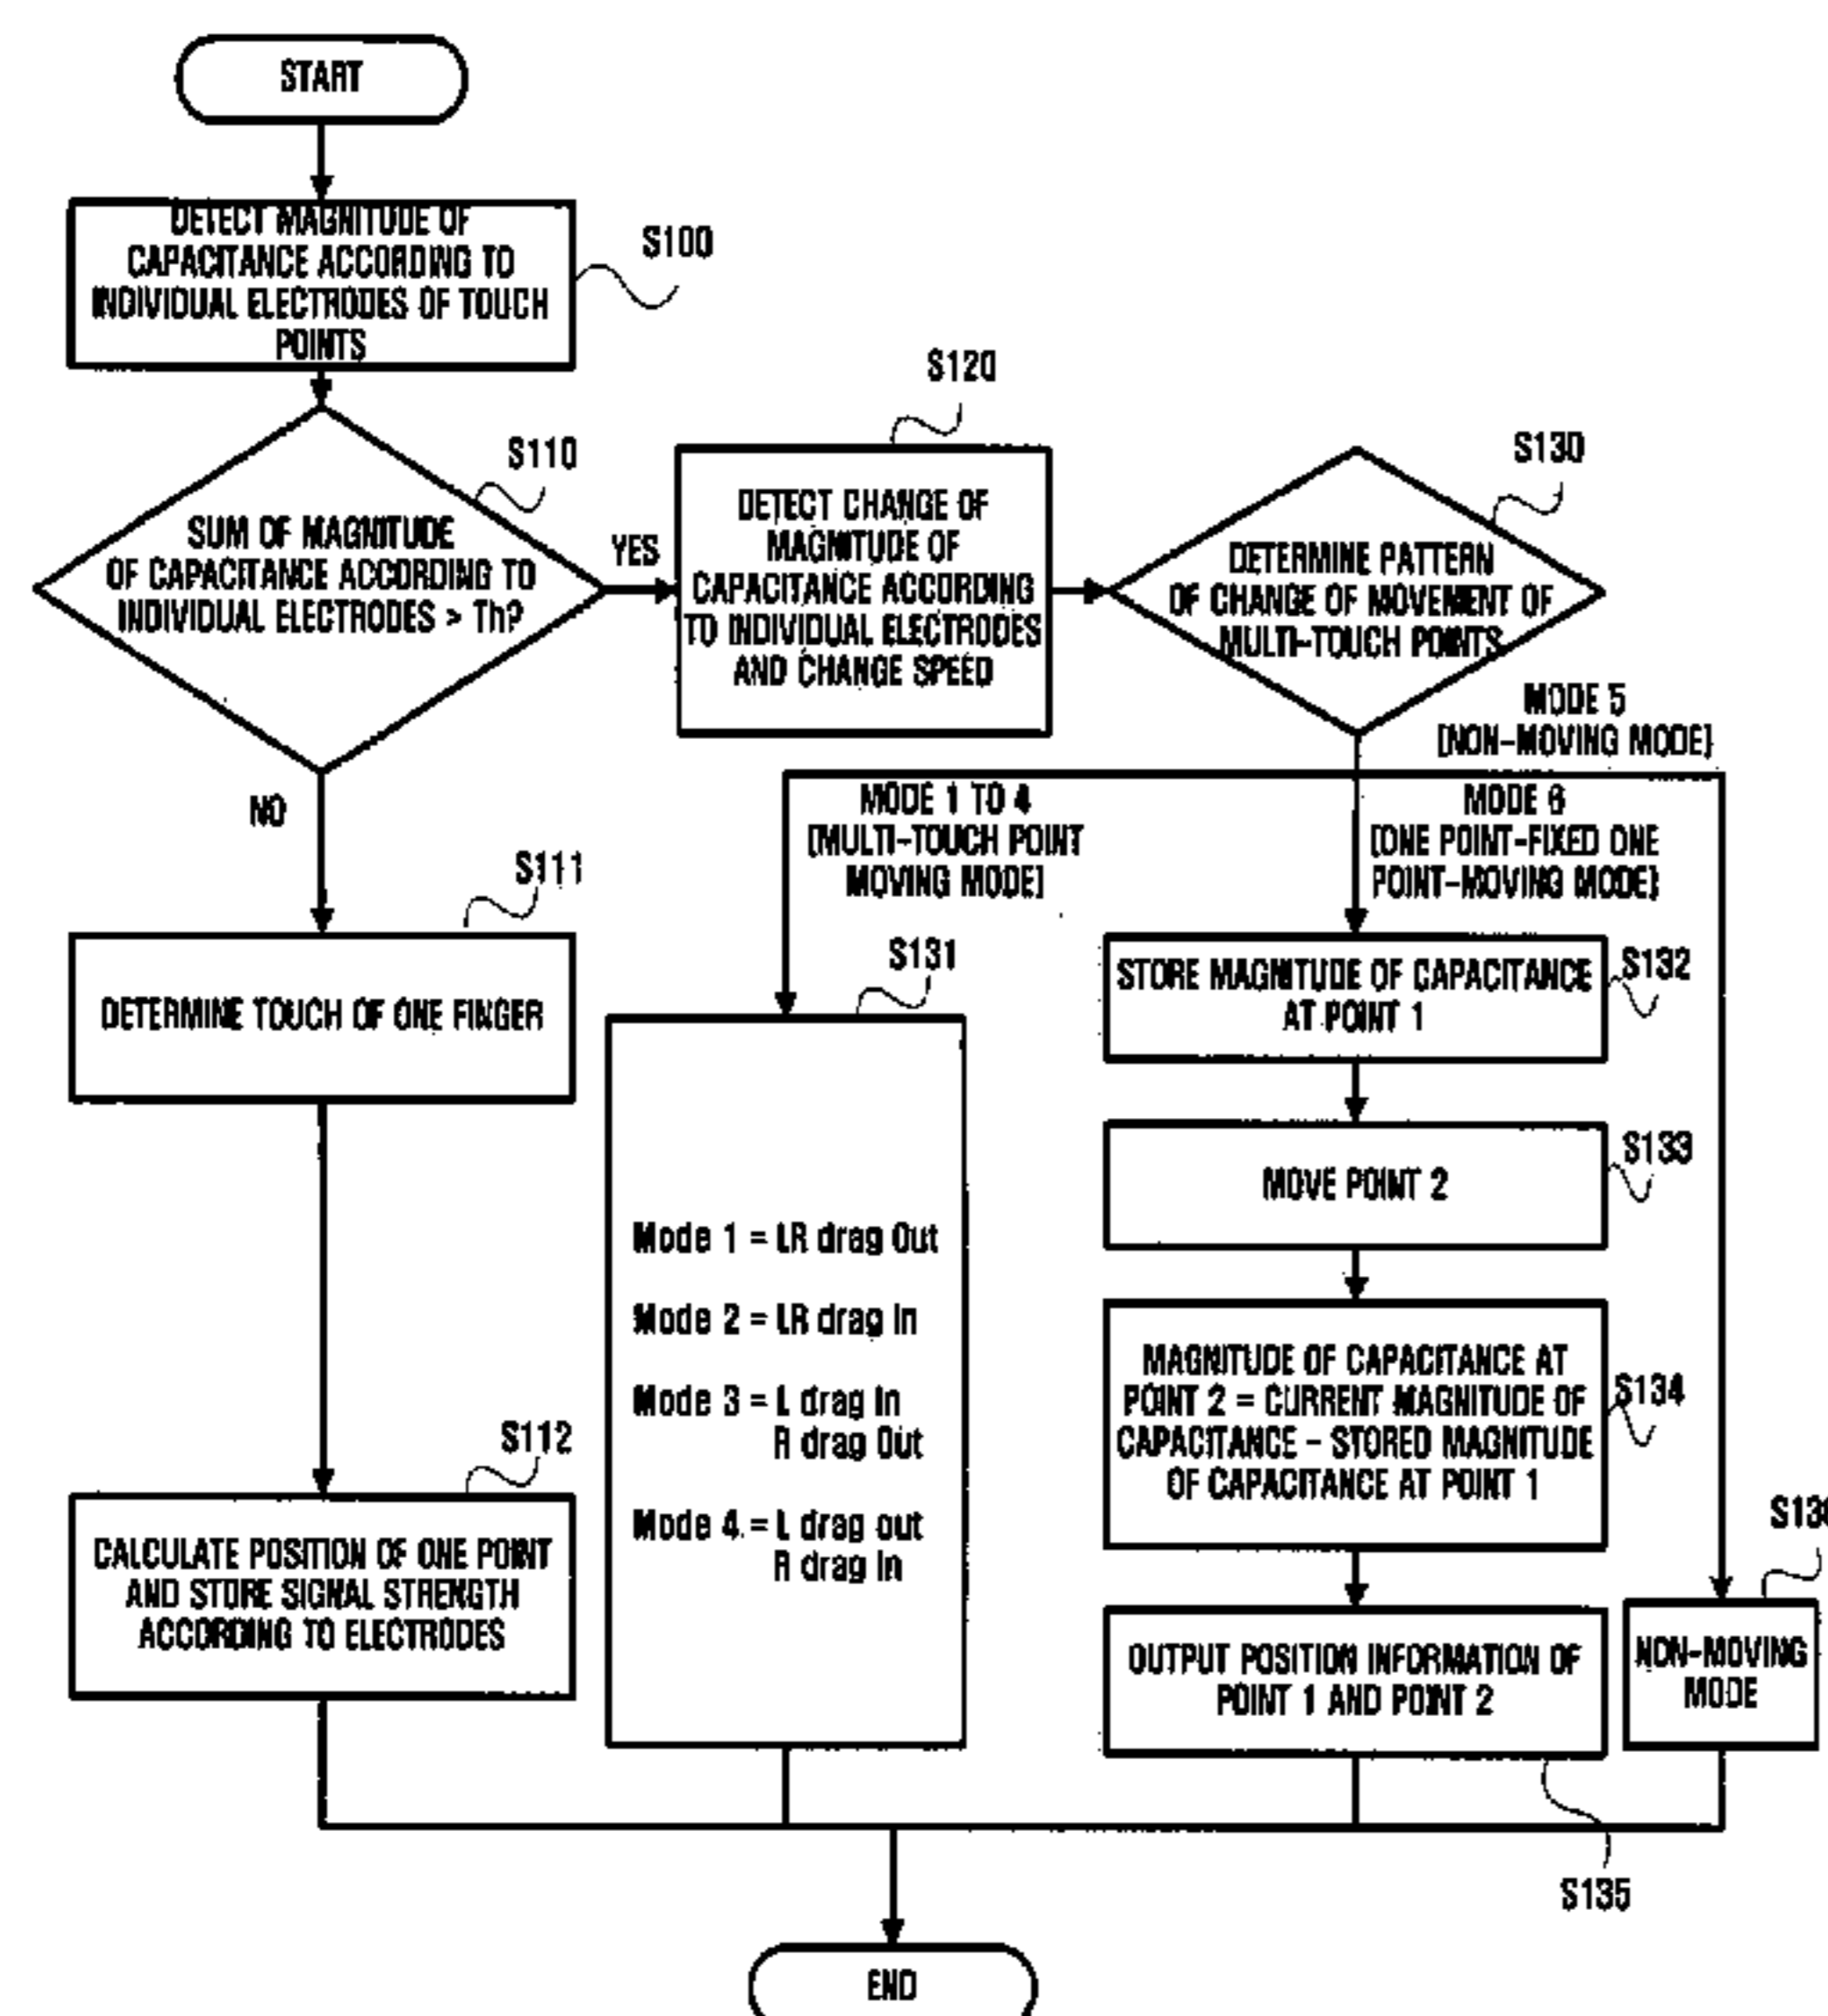 START
DETECT MAGNITUDE OF
CAPACITANCE ACCORDING TO
INDIVIDUAL ELECTRODES OF TOUCH
POINTS
S100
S110
SUM OF MAGNITUDE
OF CAPACITANCE ACCORDING TO
INDIVIDUAL ELECTRODES > Th?
YES
NO
S120
DETECT CHANGE OF
MAGNITUDE OF
CAPACITANCE ACCORDING
TO INDIVIDUAL ELECTRODES
AND CHANGE SPEED
S130
DETERMINE PATTERN
OF CHANGE OF MOVEMENT OF
MULTI-TOUCH POINTS
MODE 5
[NON-MOVING MODE]
MODE 1 TO 4
[MULTI-TOUCH POINT
MOVING MODE]
MODE 6
[ONE POINT-FIXED ONE
POINT-MOVING MODE]
S111
DETERMINE TOUCH OF ONE FINGER
S112
CALCULATE POSITION OF ONE POINT
AND STORE SIGNAL STRENGTH
ACCORDING TO ELECTRODES
S131
Mode 1 = LR drag Out
Mode 2 = LR drag In
Mode 3 = L drag In
R drag Out
Mode 4 = L drag out
R drag In
STORE MAGNITUDE OF CAPACITANCE
AT POINT 1
S132
MOVE POINT 2
S133
MAGNITUDE OF CAPACITANCE AT
POINT 2 = CURRENT MAGNITUDE OF
CAPACITANCE - STORED MAGNITUDE
OF CAPACITANCE AT POINT 1
S134
OUTPUT POSITION INFORMATION OF
POINT 1 AND POINT 2
S135
NON-MOVING
MODE
END